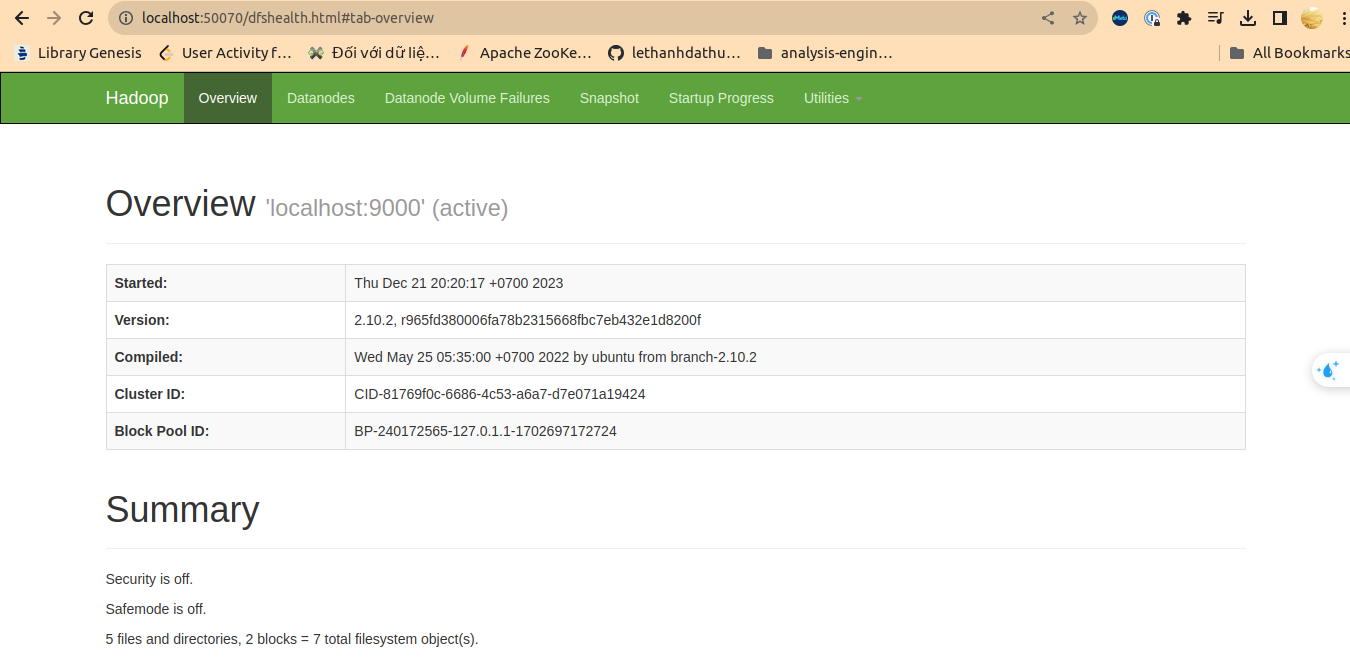 localhost:50070/dfshealth.html#tab-overview
Library Genesis User Activity f... Đối với dữ liệ... Apache ZooKe... lethanhdathu... analysis-engin... All Bookmarks
Hadoop Overview Datanodes Datanode Volume Failures Snapshot Startup Progress Utilities
Overview 'localhost:9000' (active)
Started: Thu Dec 21 20:20:17 +0700 2023
Version: 2.10.2, r965fd380006fa78b2315668fbc7eb432e1d8200f
Compiled: Wed May 25 05:35:00 +0700 2022 by ubuntu from branch-2.10.2
Cluster ID: CID-81769f0c-6686-4c53-a6a7-d7e071a19424
Block Pool ID: BP-240172565-127.0.1.1-1702697172724
Summary
Security is off.
Safemode is off.
5 files and directories, 2 blocks = 7 total filesystem object(s).